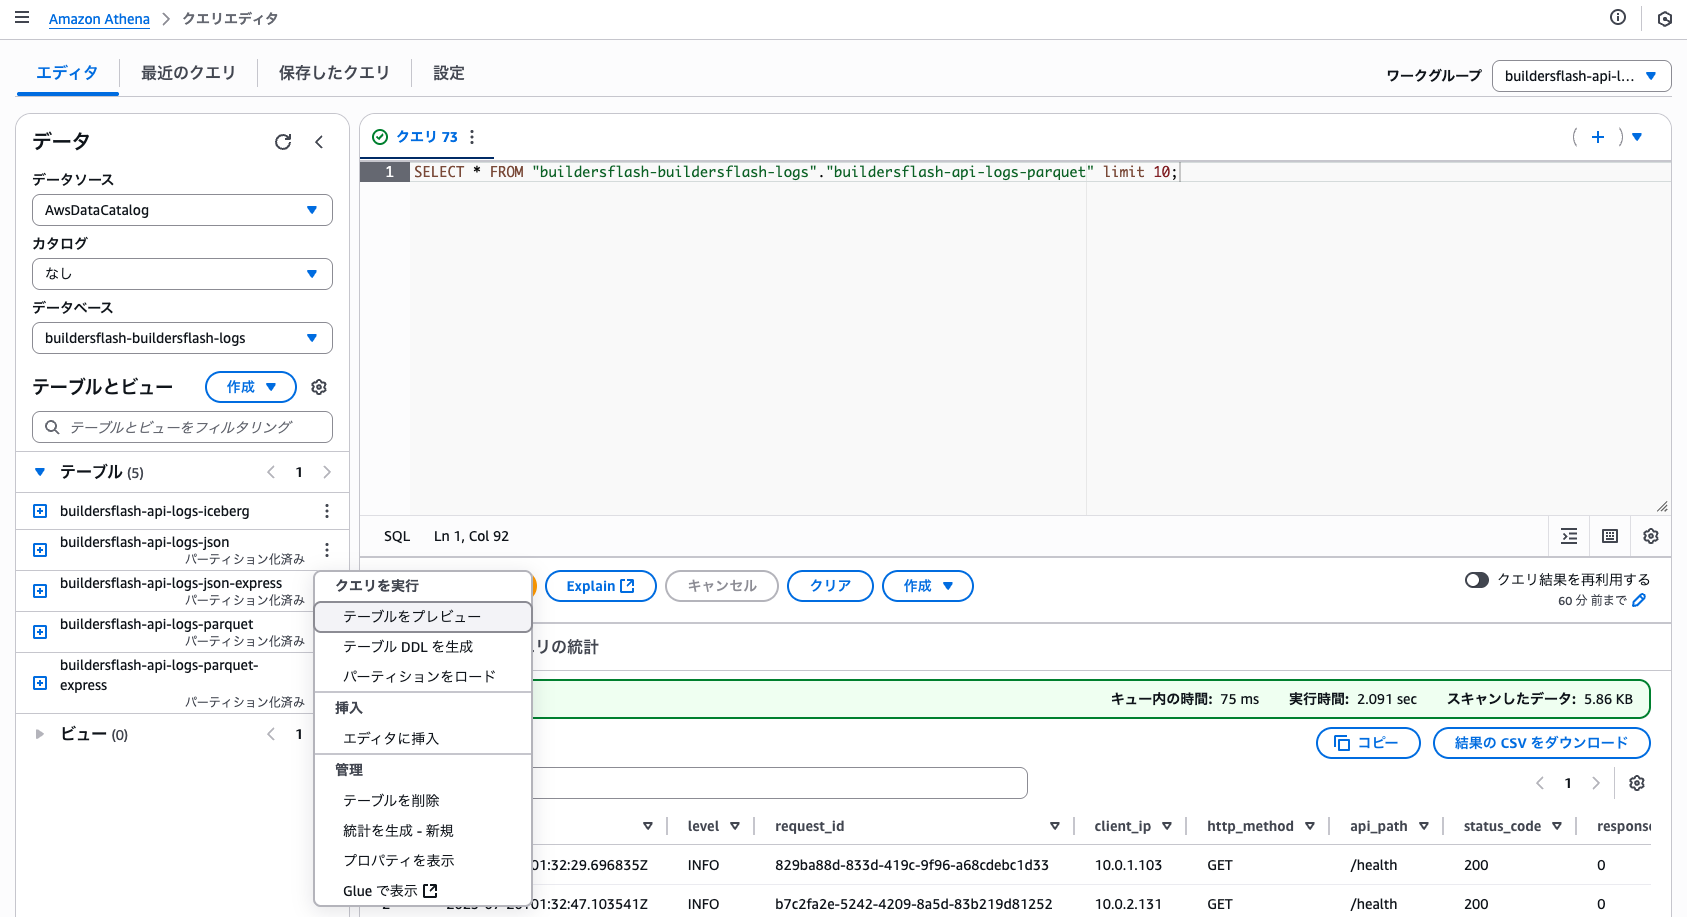 Amazon Athena > クエリエディタ
エディタ 最近のクエリ 保存したクエリ 設定
ワークグループ buildersflash-api-l...
データ
データソース
AwsDataCatalog
カタログ
なし
データベース
buildersflash-buildersflash-logs
テーブルとビュー 作成
テーブルとビューをフィルタリング
テーブル (5) 1
buildersflash-api-logs-iceberg
buildersflash-api-logs-json
パーティション化済み
buildersflash-api-logs-json-express
パーティション化済み
buildersflash-api-logs-parquet
パーティション化済み
buildersflash-api-logs-parquet-
express
パーティション化済み
ビュー (0) 1
クエリ 73
( + )
1 SELECT * FROM "buildersflash-buildersflash-logs"."buildersflash-api-logs-parquet" limit 10;
SQL Ln 1, Col 92
Explain キャンセル クリア 作成
クエリ結果を再利用する
60 分 前まで
クエリを実行
テーブルをプレビュー
テーブル DDL を生成
パーティションをロード
挿入
エディタに挿入
管理
テーブルを削除
統計を生成 - 新規
プロパティを表示
Glue で表示
リの統計
キュー内の時間: 75 ms 実行時間: 2.091 sec スキャンしたデータ: 5.86 KB
コピー 結果の CSV をダウンロード
1
level request_id client_ip http_method api_path status_code response
01:32:29.696835Z INFO 829ba88d-833d-419c-9f96-a68cdebc1d33 10.0.1.103 GET /health 200 0
01:32:47.103541Z INFO b7c2fa2e-5242-4209-8a5d-83b219d81252 10.0.2.131 GET /health 200 0